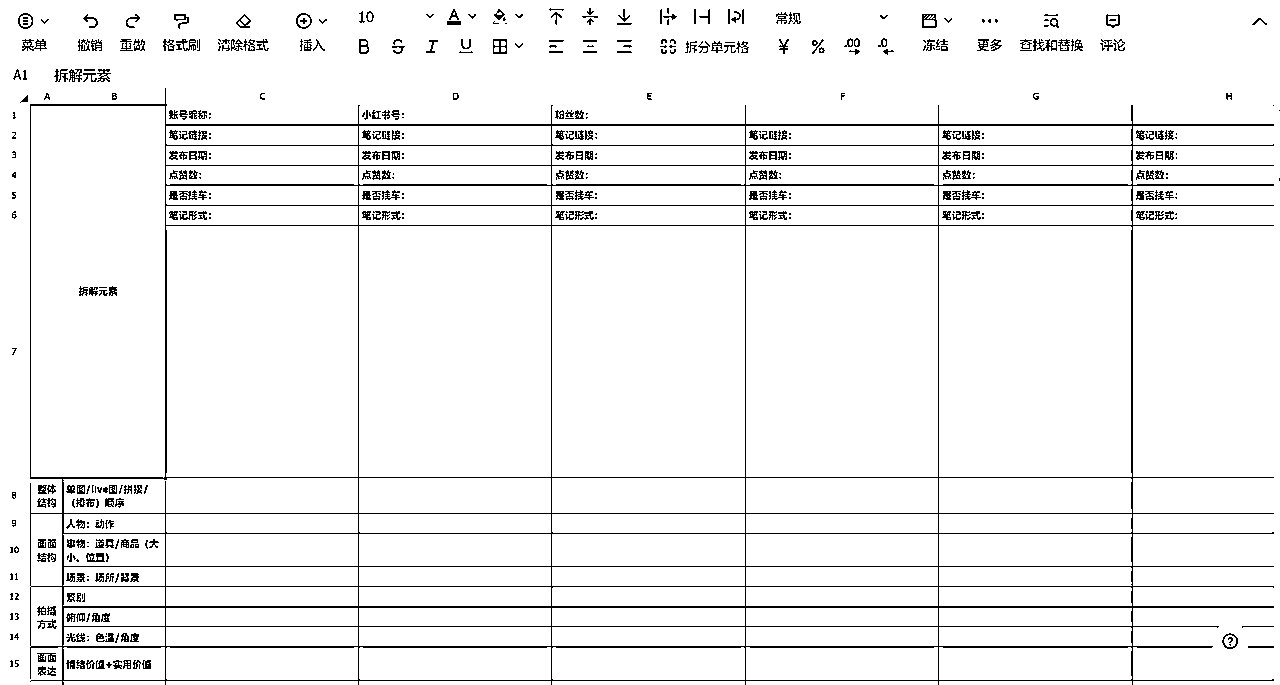 10 常规
菜单 撤销 重做 格式刷 清除格式 插入 B S I U 拆分单元格 ¥ % .00 .0 冻结 更多 查找和替换 评论
A1 拆解元素
A B C D E F G H
1 账号昵称: 小红书号: 粉丝数:
2 笔记链接: 笔记链接: 笔记链接: 笔记链接: 笔记链接: 笔记链接:
3 发布日期: 发布日期: 发布日期: 发布日期: 发布日期: 发布日期:
4 点赞数: 点赞数: 点赞数: 点赞数: 点赞数: 点赞数:
5 是否挂车: 是否挂车: 是否挂车: 是否挂车: 是否挂车: 是否挂车:
6 笔记形式: 笔记形式: 笔记形式: 笔记形式: 笔记形式: 笔记形式:
拆解元素
7
8 整体结构 单图/live图/拼接/（排布）顺序
9 人物：动作
10 画面结构 事物：道具/商品（大小、位置）
11 场景：场所/背景
12 景别
拍摄方式
13 俯仰/角度
14 光线：色温/角度
15 画面表达 情绪价值+实用价值